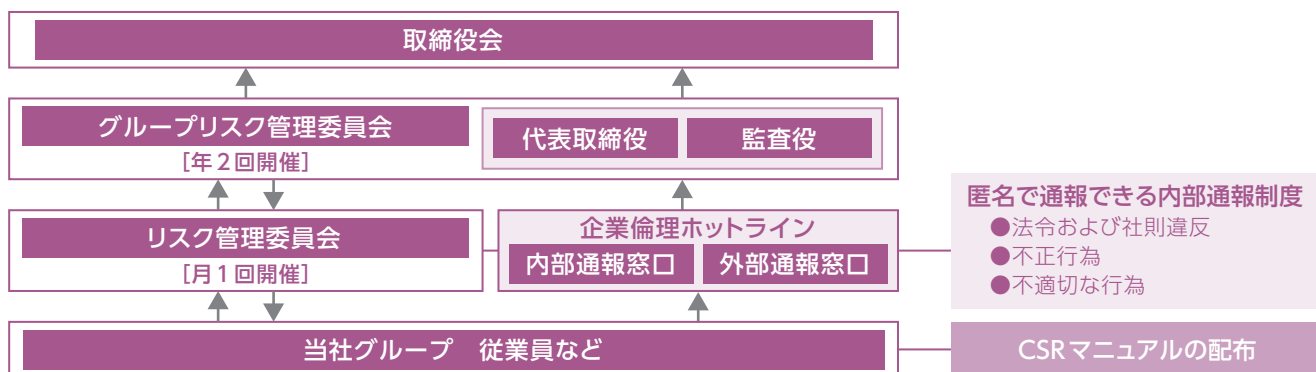 取締役会
グループリスク管理委員会
[年2回開催]
代表取締役
監査役
リスク管理委員会
[月1回開催]
企業倫理ホットライン
内部通報窓口
外部通報窓口
匿名で通報できる内部通報制度
●法令および社則違反
●不正行為
●不適切な行為
当社グループ　従業員など
CSRマニュアルの配布